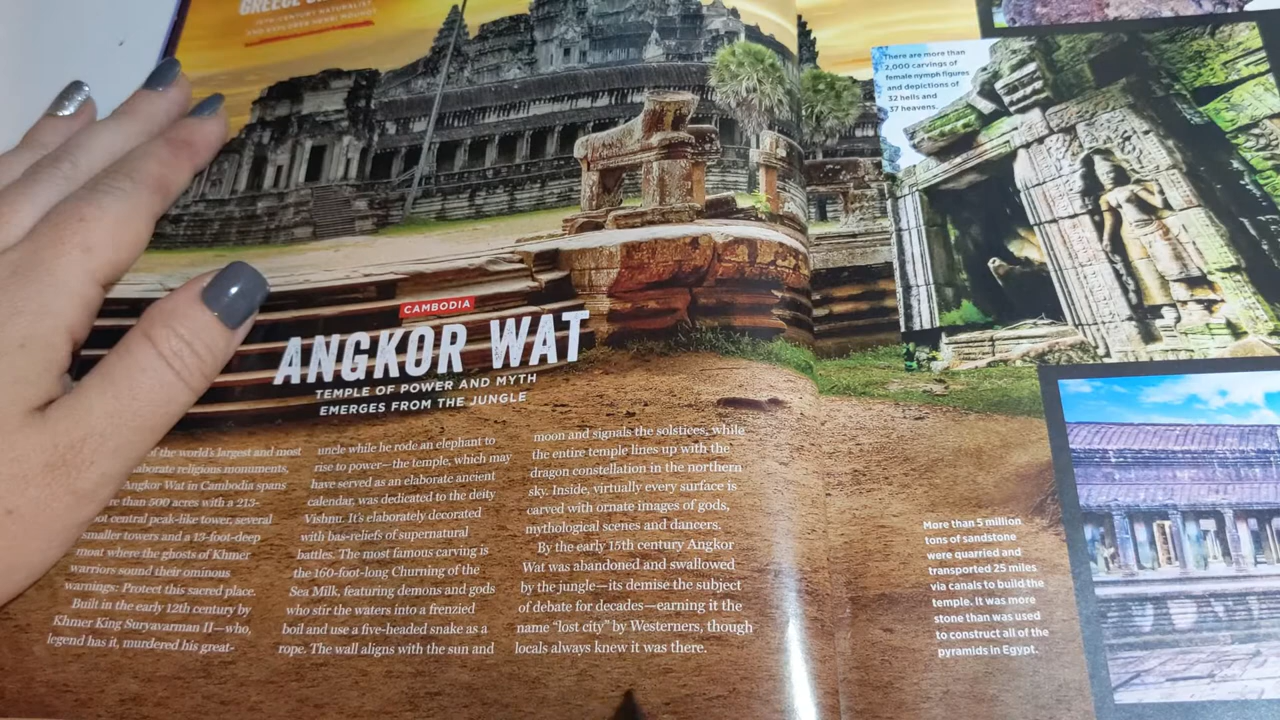 19TH-CENTURY NATURALIST
AND EXPLORER HENRI MOUHOT
There are more than
2,000 carvings of
female nymph figures
and depictions of
32 hells and
37 heavens.
CAMBODIA
ANGKOR WAT
TEMPLE OF POWER AND MYTH
EMERGES FROM THE JUNGLE
of the world's largest and most
religious monuments,
Angkor Wat in Cambodia spans
than 500 acres with a 213-
central peak-like tower, several
smaller towers and a 13-foot-deep
moat where the ghosts of Khmer
warriors sound their ominous
warnings: Protect this sacred place.
Built in the early 12th century by
Khmer King Suryavarman II—who,
legend has it, murdered his great-
uncle while he rode an elephant to
rise to power—the temple, which may
have served as an elaborate ancient
calendar, was dedicated to the deity
Vishnu. It's elaborately decorated
with bas-reliefs of supernatural
battles. The most famous carving is
the 160-foot-long Churning of the
Sea Milk, featuring demons and gods
who stir the waters into a frenzied
boil and use a five-headed snake as a
rope. The wall aligns with the sun and
moon and signals the solstices, while
the entire temple lines up with the
dragon constellation in the northern
sky. Inside, virtually every surface is
carved with ornate images of gods,
mythological scenes and dancers.
By the early 15th century Angkor
Wat was abandoned and swallowed
by the jungle—its demise the subject
of debate for decades—earning it the
name "lost city" by Westerners, though
locals always knew it was there.
More than 5 million
tons of sandstone
were quarried and
transported 25 miles
via canals to build the
temple. It was more
stone than was used
to construct all of the
pyramids in Egypt.